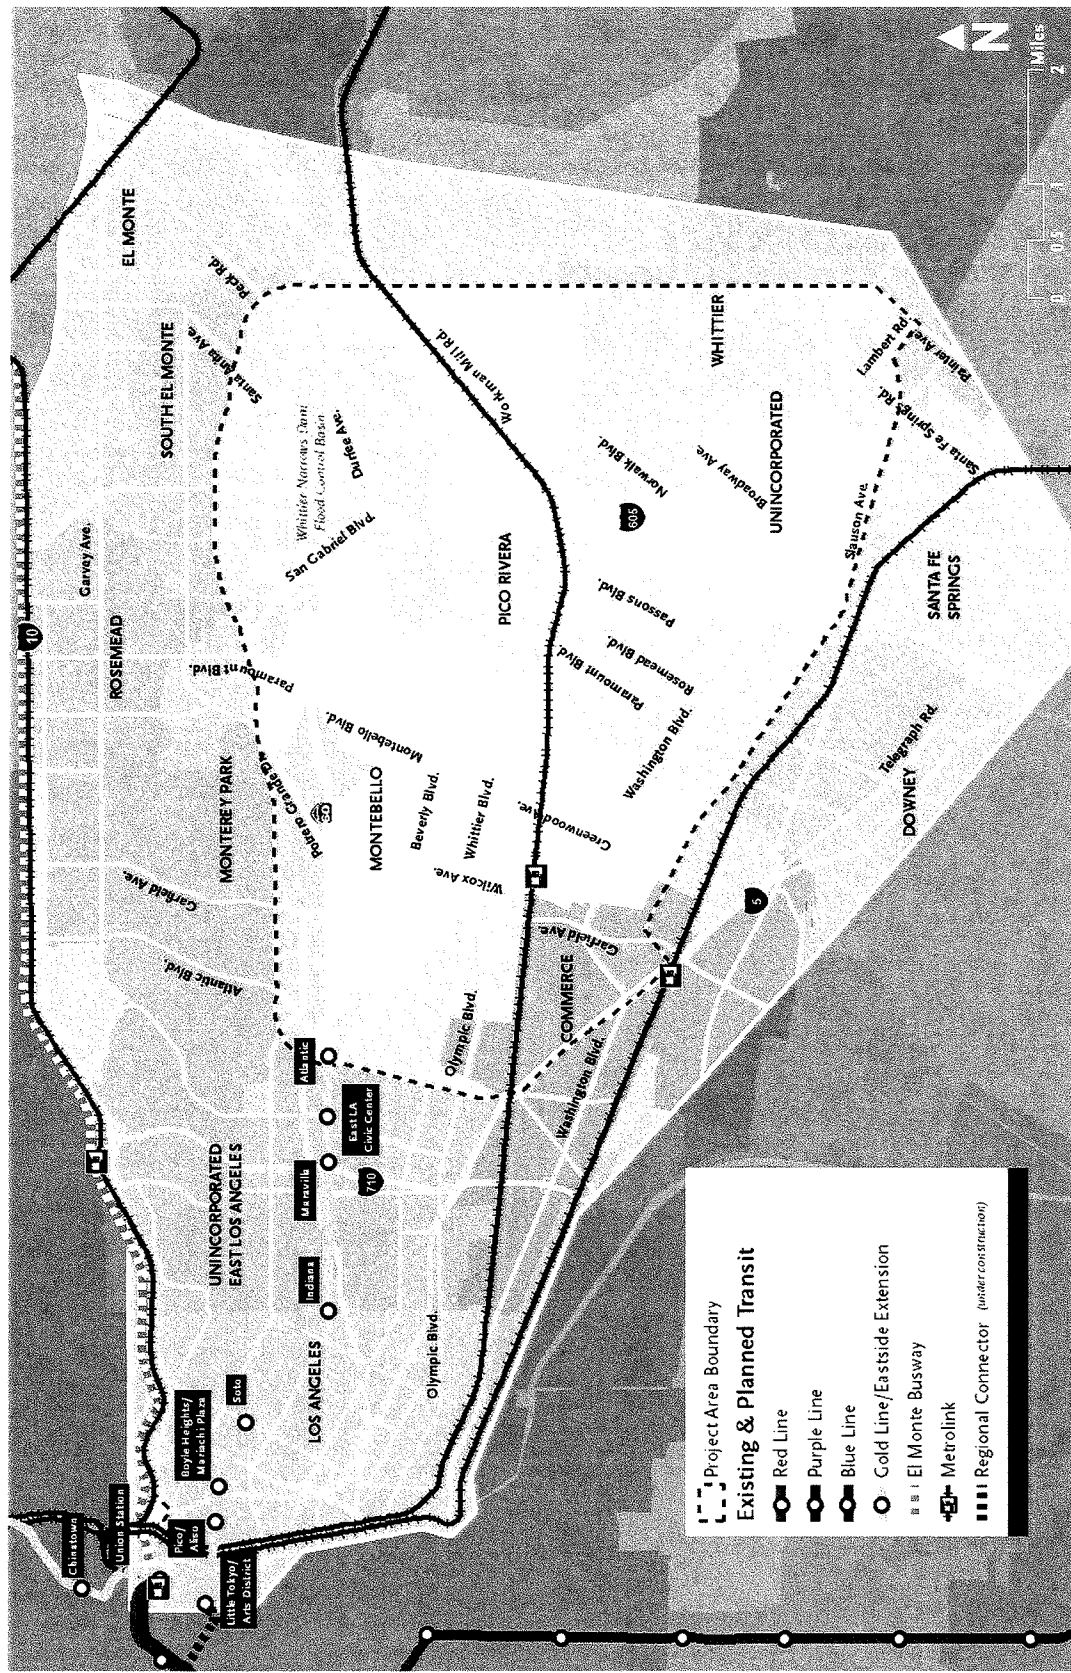 N
Miles
0
0.5
1
2
EL MONTE
SOUTH EL MONTE
Peck Rd.
Santa Anita Ave.
Garvey Ave.
10
ROSEMEAD
Whittier Narrows Dam
Flood Control Basin
Durfee Ave.
San Gabriel Blvd.
Workman Mill Rd.
WHITTIER
Lambert Rd.
Painter Ave.
Santa Fe Springs Rd.
UNINCORPORATED
Broadway Ave.
Norwalk Blvd.
605
Slauson Ave.
PICO RIVERA
Passons Blvd.
Rosemead Blvd.
Paramount Blvd.
SANTA FE
SPRINGS
Paramount Blvd.
Montebello Blvd.
Washington Blvd.
Telegraph Rd.
DOWNEY
MONTEREY PARK
Potrero Grande Dr.
60
MONTEBELLO
Beverly Blvd.
Whittier Blvd.
Greenwood Ave.
Wilcox Ave.
Garfield Ave.
Garfield Ave.
5
Atlantic Blvd.
COMMERCE
Olympic Blvd.
Washington Blvd.
Atlantic
East LA
Civic Center
Maravilla
710
UNINCORPORATED
EAST LOS ANGELES
Indiana
LOS ANGELES
Olympic Blvd.
Soto
Boyle Heights/
Mariachi Plaza
Pico/
Aliso
Union Station
Chinatown
Little Tokyo/
Arts District
Project Area Boundary
Existing & Planned Transit
Red Line
Purple Line
Blue Line
Gold Line/Eastside Extension
El Monte Busway
Metrolink
Regional Connector (under construction)